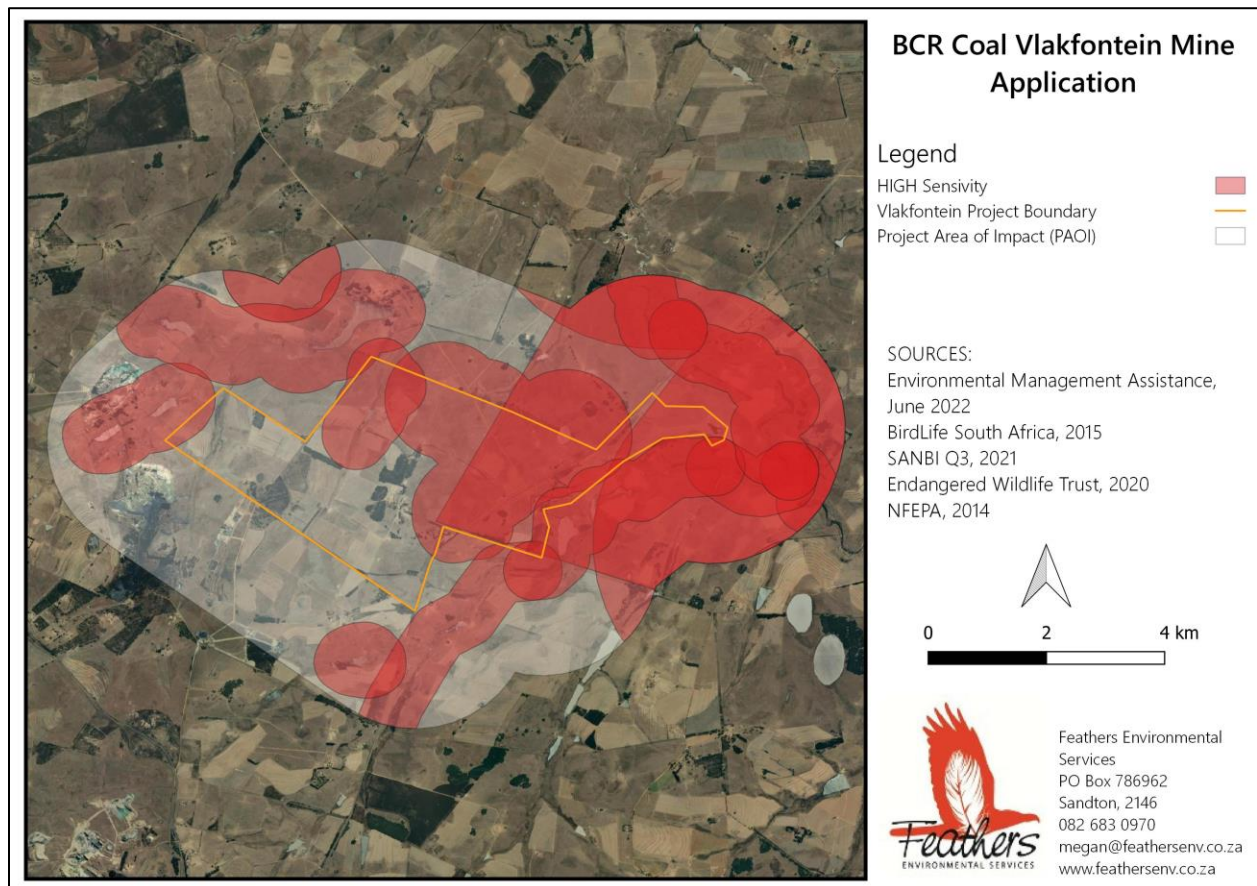 BCR Coal Vlakfontein Mine
Application
Legend
HIGH Sensivity
Vlakfontein Project Boundary
Project Area of Impact (PAOI)
SOURCES:
Environmental Management Assistance,
June 2022
BirdLife South Africa, 2015
SANBI Q3, 2021
Endangered Wildlife Trust, 2020
NFEPA, 2014
0 2 4 km
Feathers
ENVIRONMENTAL SERVICES
Feathers Environmental
Services
PO Box 786962
Sandton, 2146
082 683 0970
megan@feathersenv.co.za
www.feathersenv.co.za